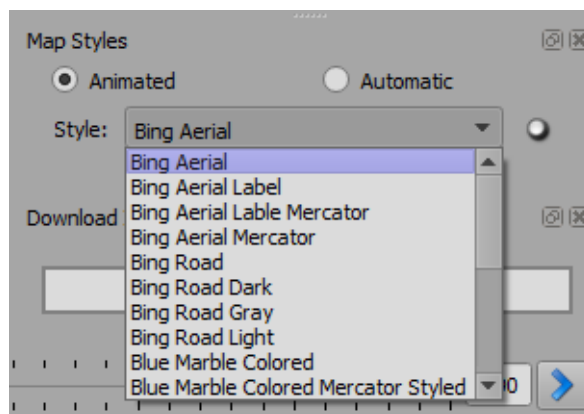 Map Styles
Animated Automatic
Style: Bing Aerial
Bing Aerial
Bing Aerial Label
Bing Aerial Lable Mercator
Bing Aerial Mercator
Download
Bing Road
Bing Road Dark
Bing Road Gray
Bing Road Light
Blue Marble Colored
Blue Marble Colored Mercator Styled